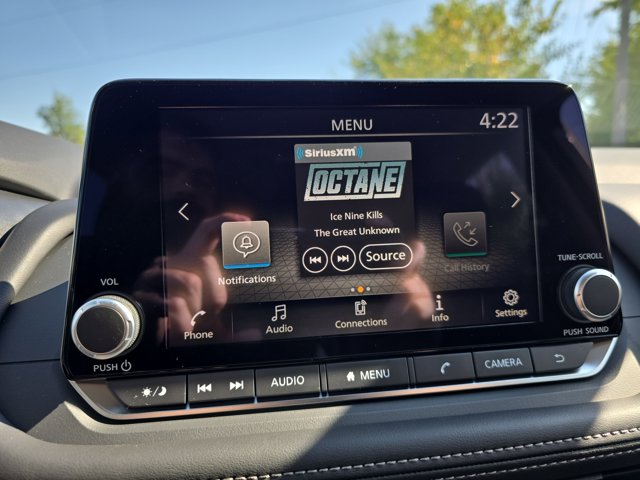 MENU
4:22
SiriusXM
OCTANE
Ice Nine Kills
The Great Unknown
Source
Notifications
Call History
Phone
Audio
Connections
Info
Settings
VOL
PUSH
TUNE-SCROLL
PUSH SOUND
AUDIO
MENU
CAMERA